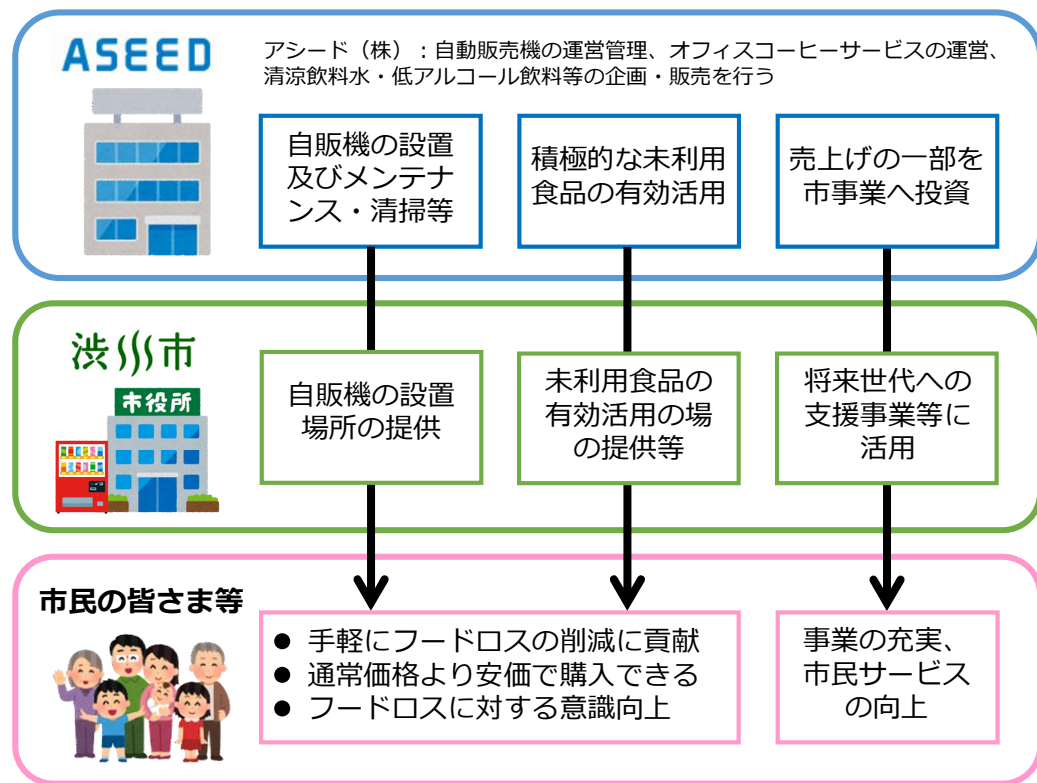 ASEED
アシード（株）：自動販売機の運営管理、オフィスコーヒーサービスの運営、
清涼飲料水・低アルコール飲料等の企画・販売を行う
自販機の設置
及びメンテナ
ンス・清掃等
積極的な未利用
食品の有効活用
売上げの一部を
市事業へ投資
渋川市
市役所
自販機の設置
場所の提供
未利用食品の
有効活用の場
の提供等
将来世代への
支援事業等に
活用
市民の皆さま等
● 手軽にフードロスの削減に貢献
● 通常価格より安価で購入できる
● フードロスに対する意識向上
事業の充実、
市民サービス
の向上